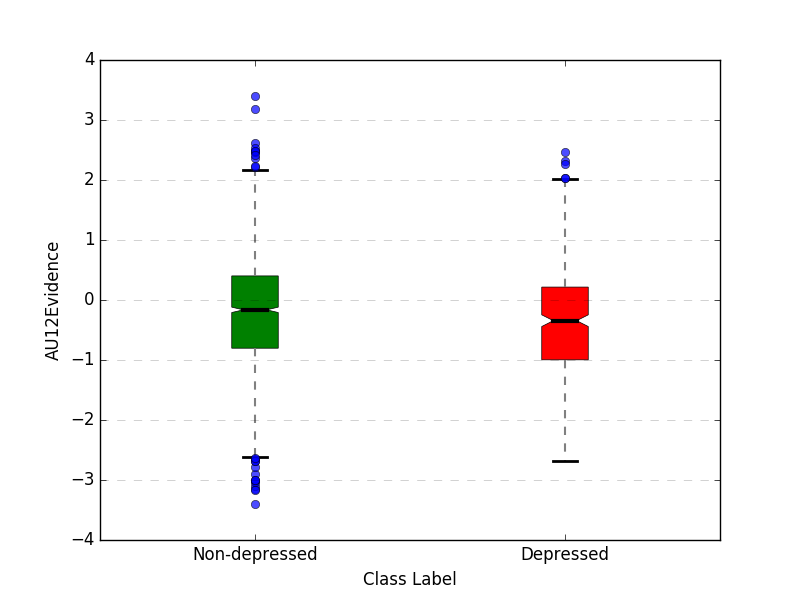 4
3
2
1
0
−1
−2
−3
−4
AU12Evidence
Non-depressed
Depressed
Class Label